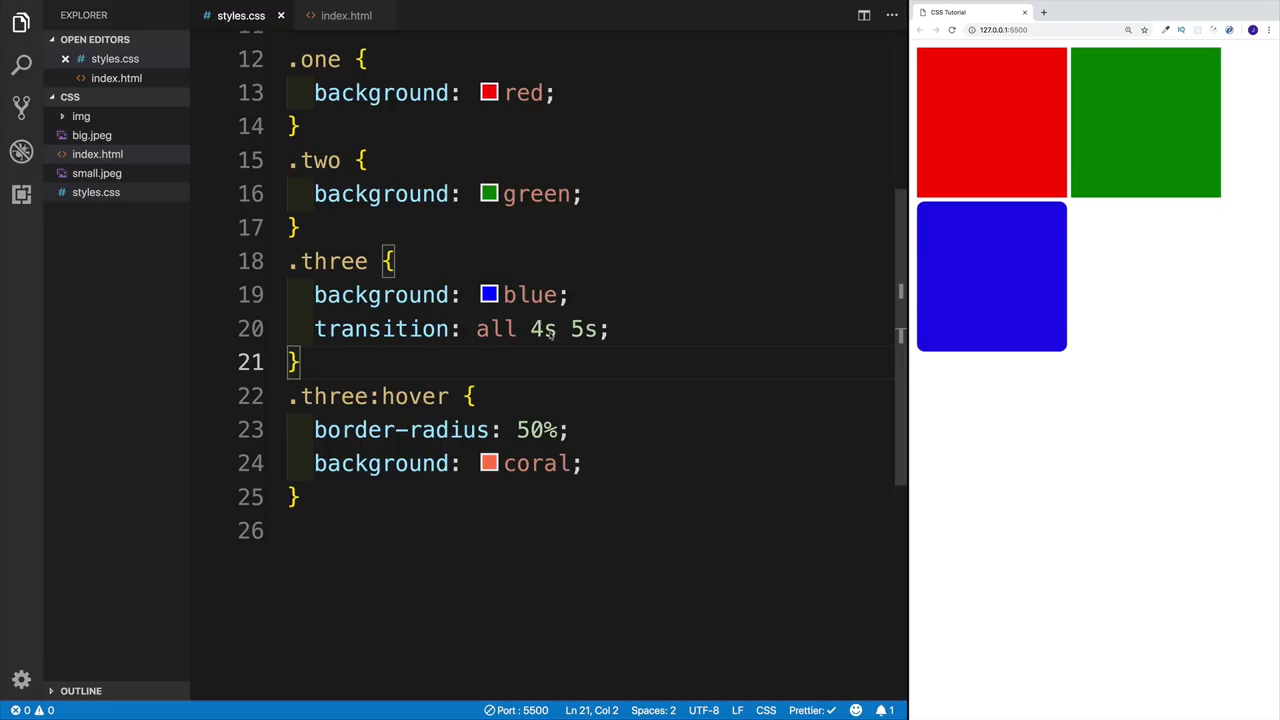 EXPLORER
OPEN EDITORS
styles.css
index.html
CSS
img
big.jpeg
index.html
small.jpeg
styles.css
OUTLINE
styles.css
index.html
11
12 .one {
13 background: red;
14 }
15 .two {
16 background: green;
17 }
18 .three {
19 background: blue;
20 transition: all 4s 5s;
21 }
22 .three:hover {
23 border-radius: 50%;
24 background: coral;
25 }
26
0 0
Port : 5500 Ln 21, Col 2 Spaces: 2 UTF-8 LF CSS Prettier: 1
CSS Tutorial
127.0.0.1:5500
IQ
J